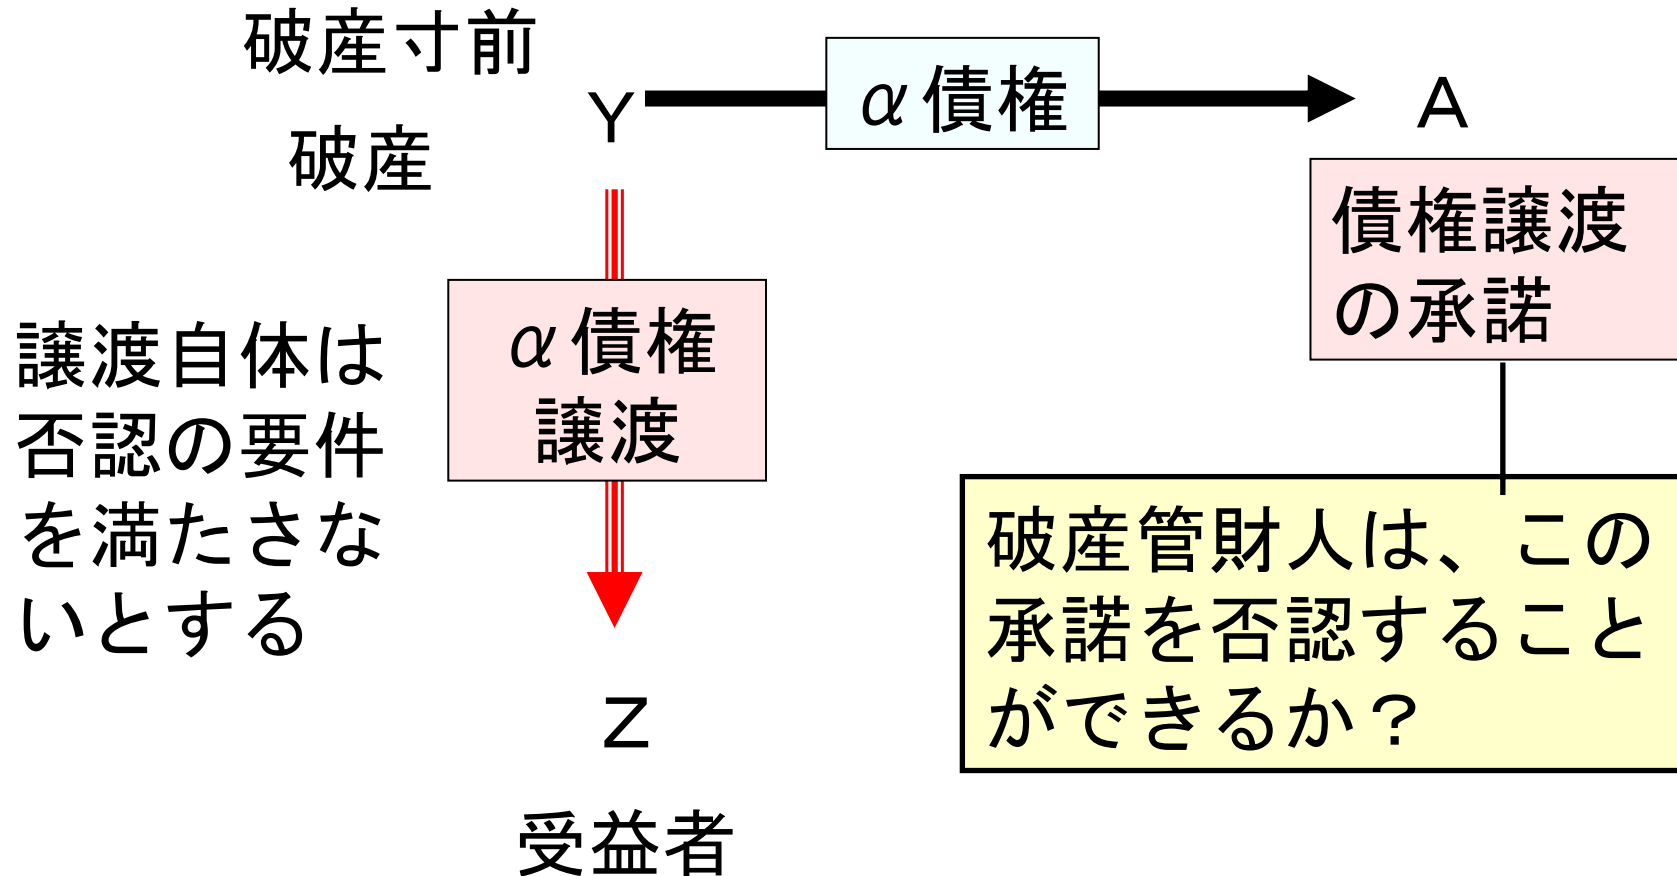 破産寸前
Y
α債権
A
破産
債権譲渡
の承諾
α債権
譲渡
譲渡自体は
否認の要件
を満たさな
いとする
破産管財人は、この
承諾を否認すること
ができるか？
Z
受益者